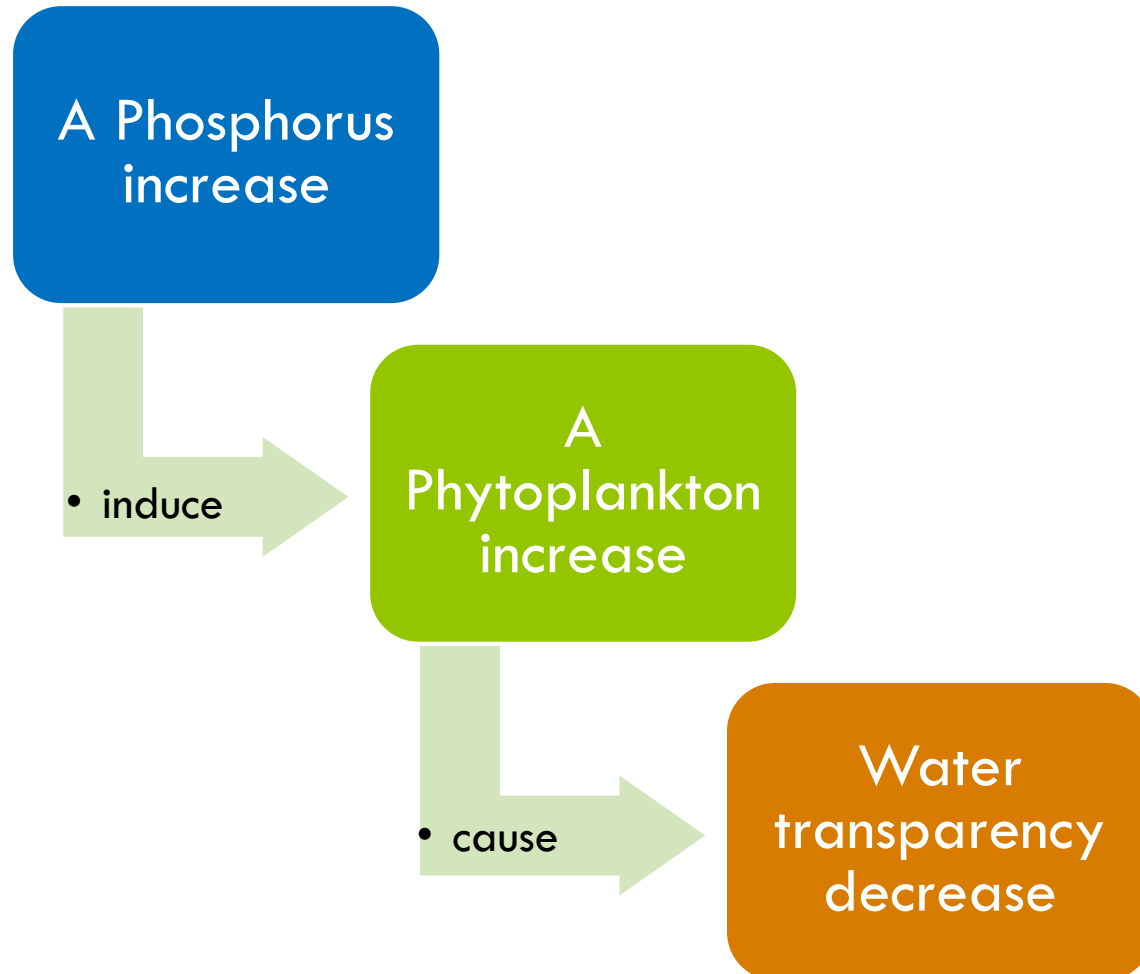 A Phosphorus
increase
• induce
A
Phytoplankton
increase
• cause
Water
transparency
decrease